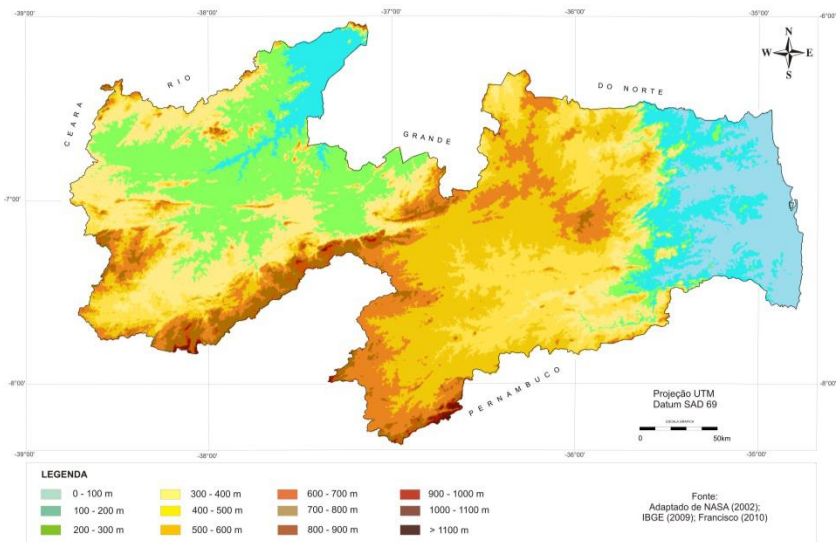 -39°00' -38°00' -37°00' -36°00' -35°00' -6°00'
N
W E
S
CEARÁ
RIO
GRANDE
DO NORTE
-7°00'
-8°00'
PERNAMBUCO
Projeção UTM
Datum SAD 69
ESCALA GRÁFICA
0 50km
-39°00' -38°00' -36°00' -35°00'
LEGENDA
0 - 100 m
100 - 200 m
200 - 300 m
300 - 400 m
400 - 500 m
500 - 600 m
600 - 700 m
700 - 800 m
800 - 900 m
900 - 1000 m
1000 - 1100 m
> 1100 m
Fonte:
Adaptado de NASA (2002);
IBGE (2009); Francisco (2010)